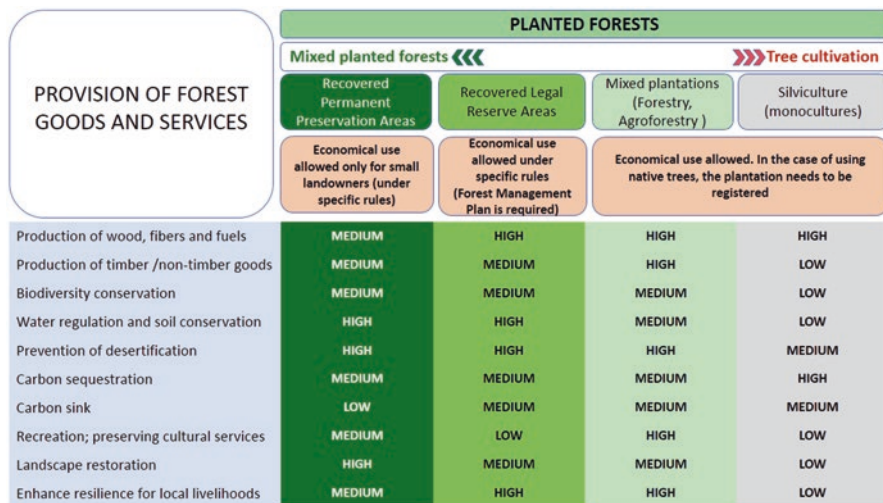 PLANTED FORESTS
Mixed planted forests ❮❮❮ ❯❯❯ Tree cultivation
PROVISION OF FOREST
GOODS AND SERVICES
Recovered
Permanent
Preservation Areas
Recovered Legal
Reserve Areas
Mixed plantations
(Forestry,
Agroforestry )
Silviculture
(monocultures)
Economical use
allowed only for small
landowners (under
specific rules)
Economical use
allowed under
specific rules
(Forest Management
Plan is required)
Economical use allowed. In the case of using
native trees, the plantation needs to be
registered
Production of wood, fibers and fuels MEDIUM HIGH HIGH HIGH
Production of timber /non-timber goods MEDIUM MEDIUM HIGH LOW
Biodiversity conservation MEDIUM MEDIUM MEDIUM LOW
Water regulation and soil conservation HIGH HIGH MEDIUM LOW
Prevention of desertification HIGH HIGH HIGH MEDIUM
Carbon sequestration MEDIUM MEDIUM MEDIUM HIGH
Carbon sink LOW MEDIUM MEDIUM MEDIUM
Recreation; preserving cultural services MEDIUM LOW HIGH LOW
Landscape restoration HIGH MEDIUM MEDIUM LOW
Enhance resilience for local livelihoods MEDIUM HIGH HIGH LOW